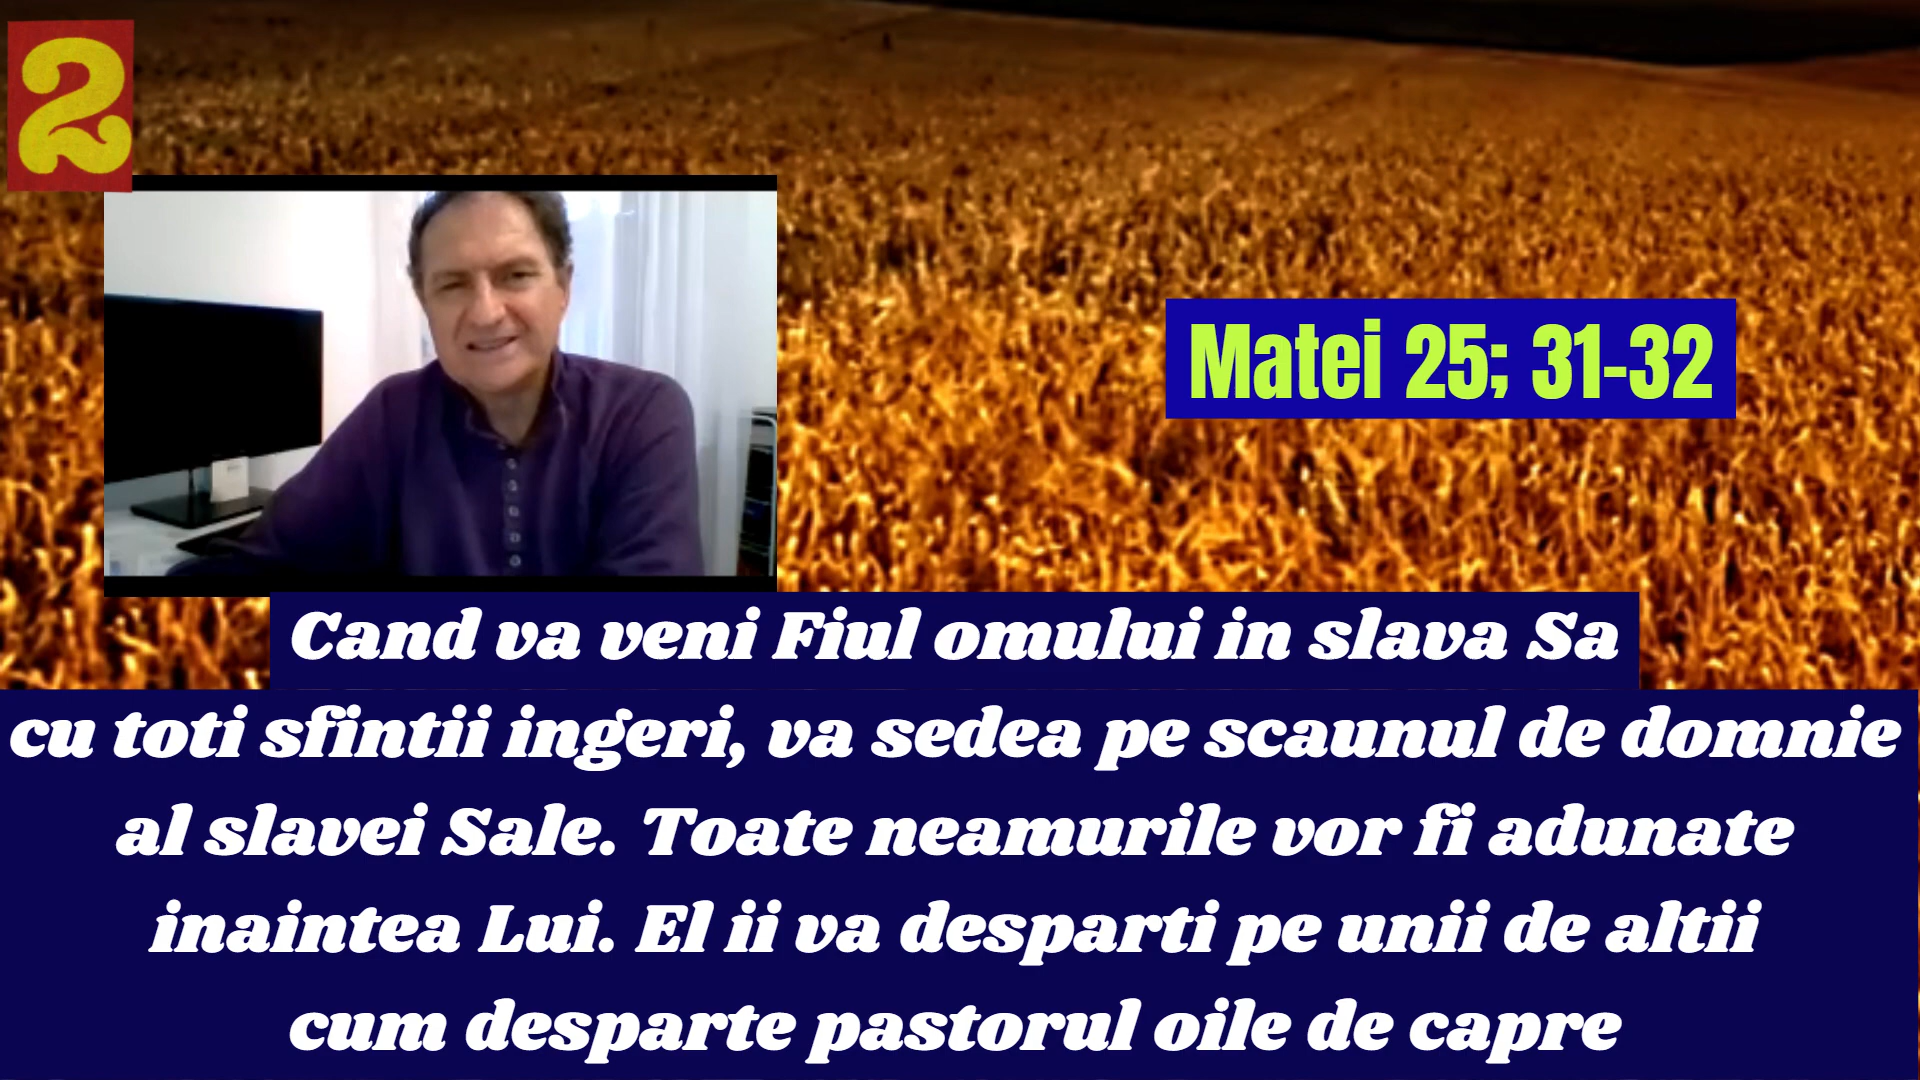 2
Matei 25; 31-32
Cand va veni Fiul omului in slava Sa
cu toti sfintii ingeri, va sedea pe scaunul de domnie
al slavei Sale. Toate neamurile vor fi adunate
inaintea Lui. El ii va desparti pe unii de altii
cum desparte pastorul oile de capre